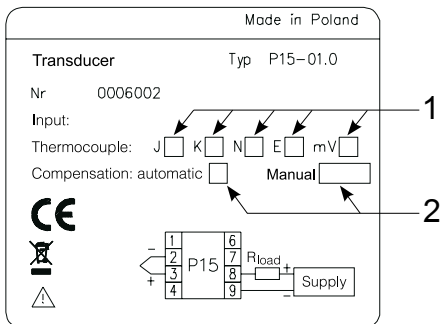 Made in Poland
Transducer Typ P15-01.0
Nr 0006002
Input:
Thermocouple: J K N E mV
1
Compensation: automatic Manual
2
CE
- 1 6
2 P15 7 Rload +
3 8 Supply
+ 4 9 -